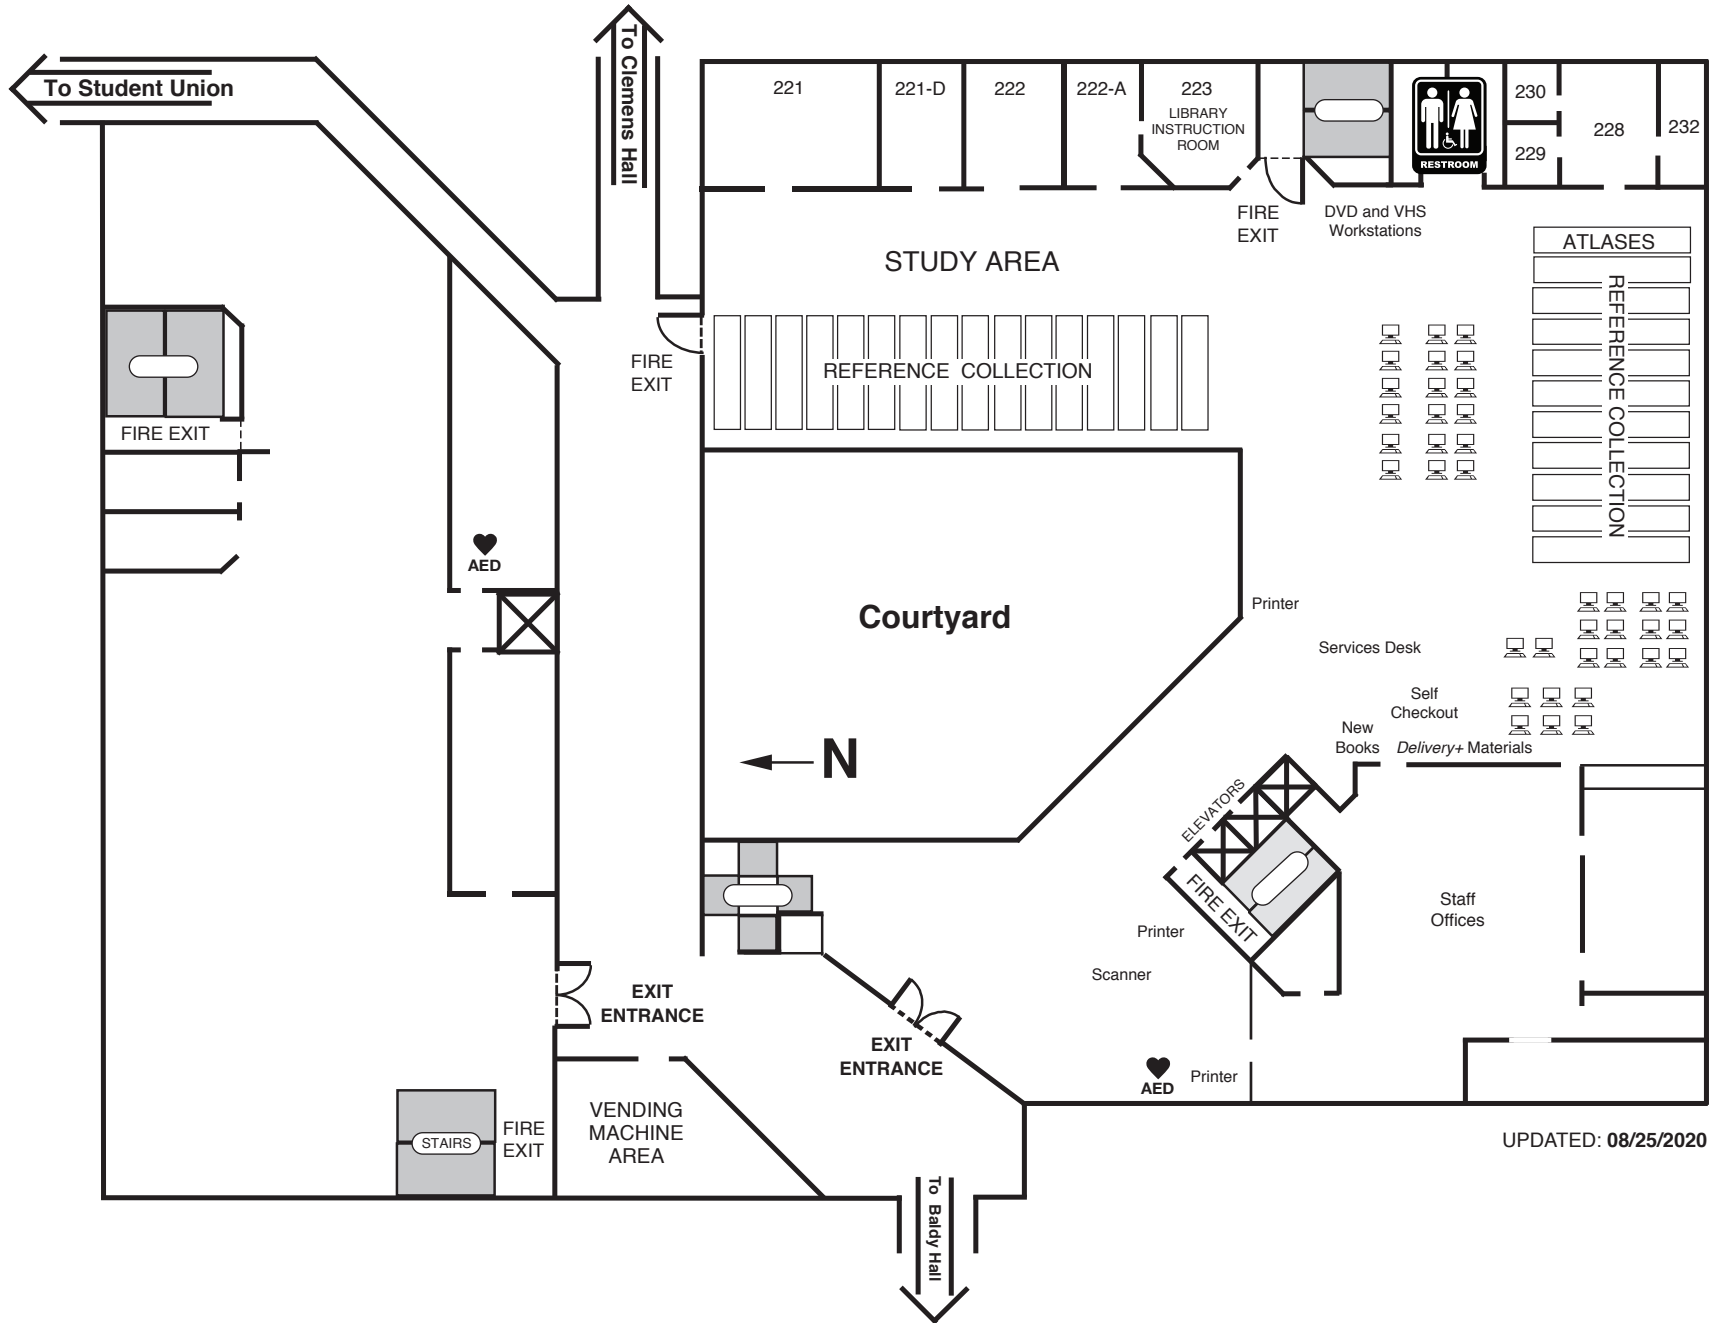 To Student Union
To Clemens Hall
221
221-D
222
222-A
223
LIBRARY
INSTRUCTION
ROOM
RESTROOM
230
229
228
232
FIRE
EXIT
DVD and VHS
Workstations
STUDY AREA
ATLASES
REFERENCE COLLECTION
FIRE
EXIT
REFERENCE COLLECTION
FIRE EXIT
AED
Courtyard
Printer
Services Desk
Self
Checkout
New
Books
Delivery+ Materials
N
ELEVATORS
FIRE EXIT
Staff
Offices
Printer
Scanner
EXIT
ENTRANCE
EXIT
ENTRANCE
AED
Printer
VENDING
MACHINE
AREA
STAIRS
FIRE
EXIT
UPDATED: 08/25/2020
To Baldy Hall